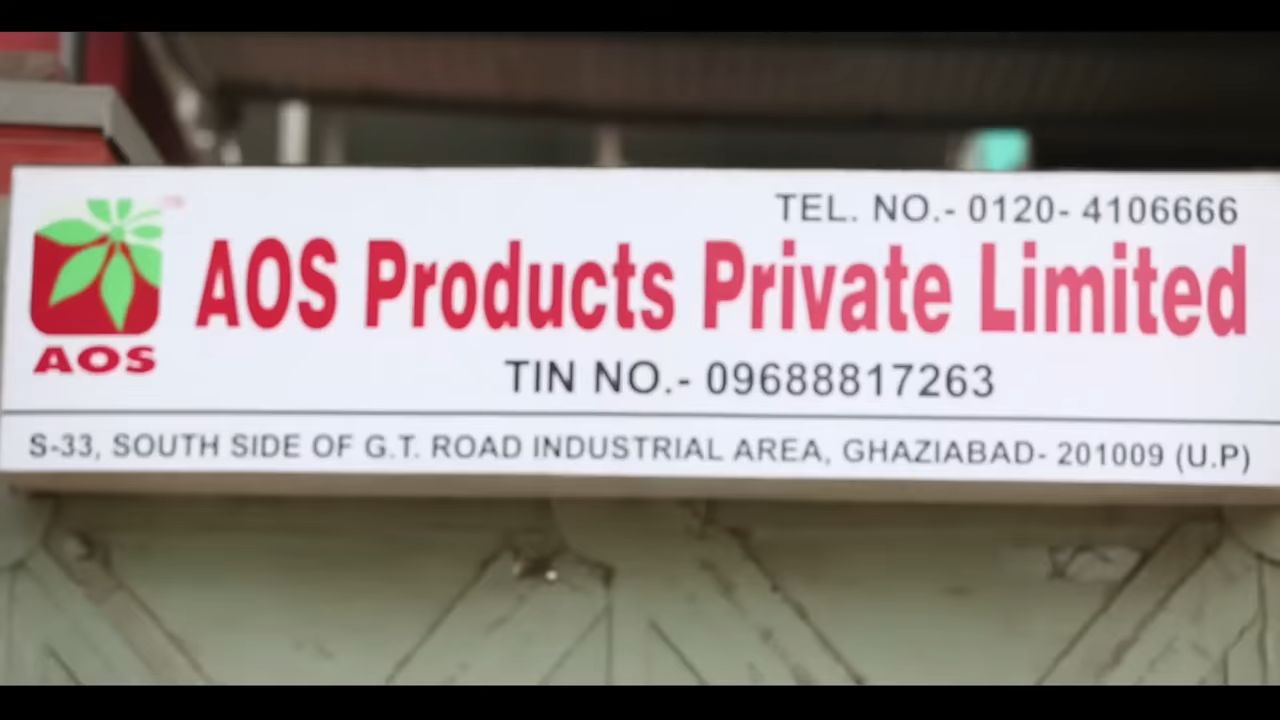 TEL. NO.- 0120- 4106666
AOS Products Private Limited
AOS
TIN NO.- 09688817263
S-33, SOUTH SIDE OF G.T. ROAD INDUSTRIAL AREA, GHAZIABAD- 201009 (U.P)